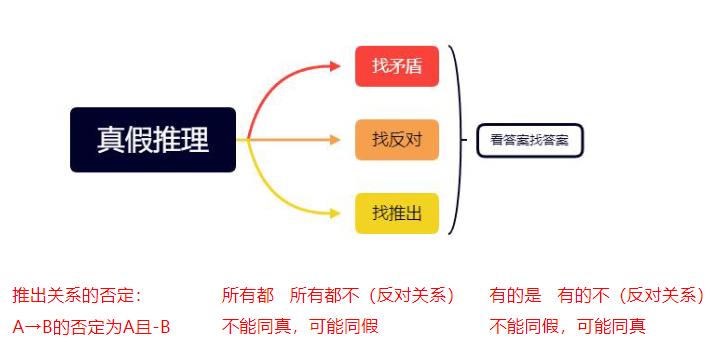 真假推理
找矛盾
找反对
找推出
看答案找答案
推出关系的否定：
A→B的否定为A且-B
所有都 所有都不（反对关系）
不能同真，可能同假
有的是 有的不（反对关系）
不能同假，可能同真